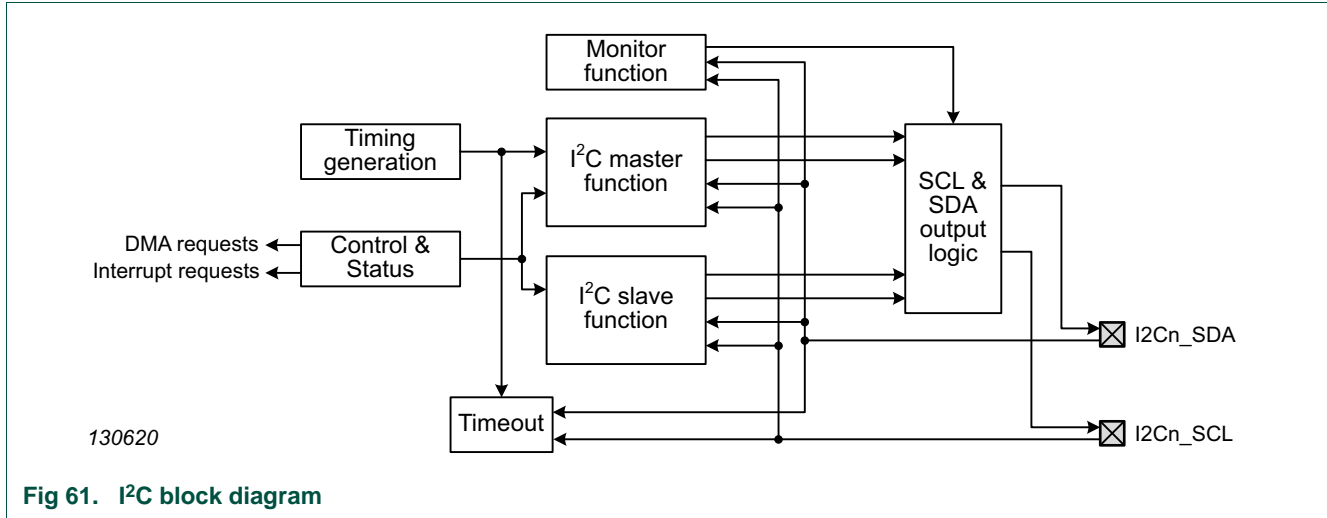 Monitor
function
Timing
generation
I²C master
function
SCL &
SDA
output
logic
DMA requests
Interrupt requests
Control &
Status
I²C slave
function
I2Cn_SDA
Timeout
I2Cn_SCL
130620
Fig 61. I²C block diagram